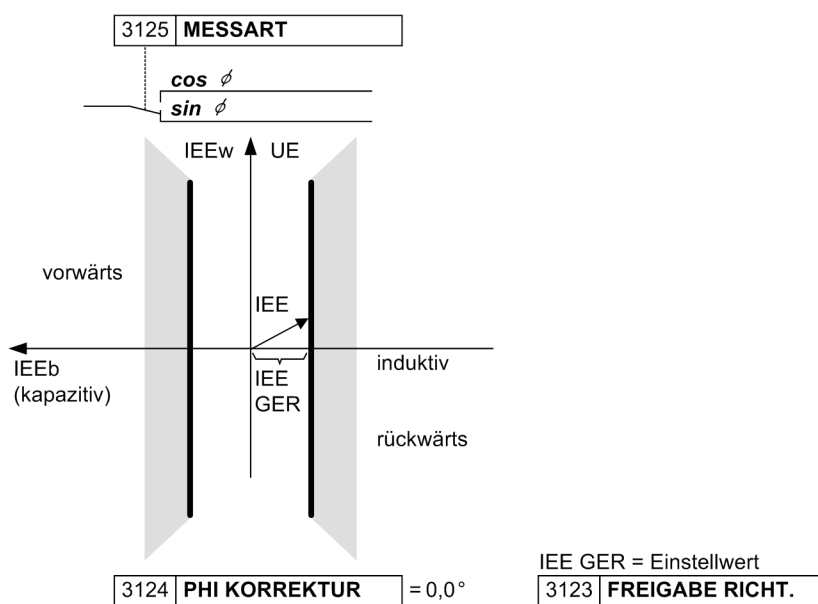 3125 MESSART
cos ϕ
sin ϕ
IEEw UE
vorwärts
IEE
IEEb
(kapazitiv)
induktiv
IEE
GER
rückwärts
IEE GER = Einstellwert
3124 PHI KORREKTUR = 0,0°
3123 FREIGABE RICHT.